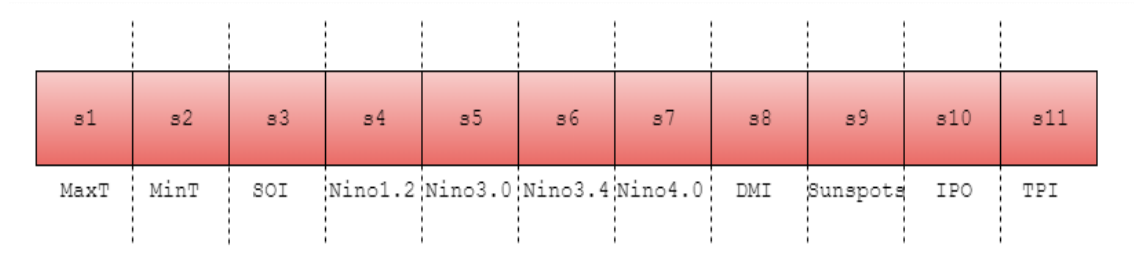 s1 s2 s3 s4 s5 s6 s7 s8 s9 s10 s11
MaxT MinT SOI Nino1.2 Nino3.0 Nino3.4 Nino4.0 DMI Sunspots IPO TPI